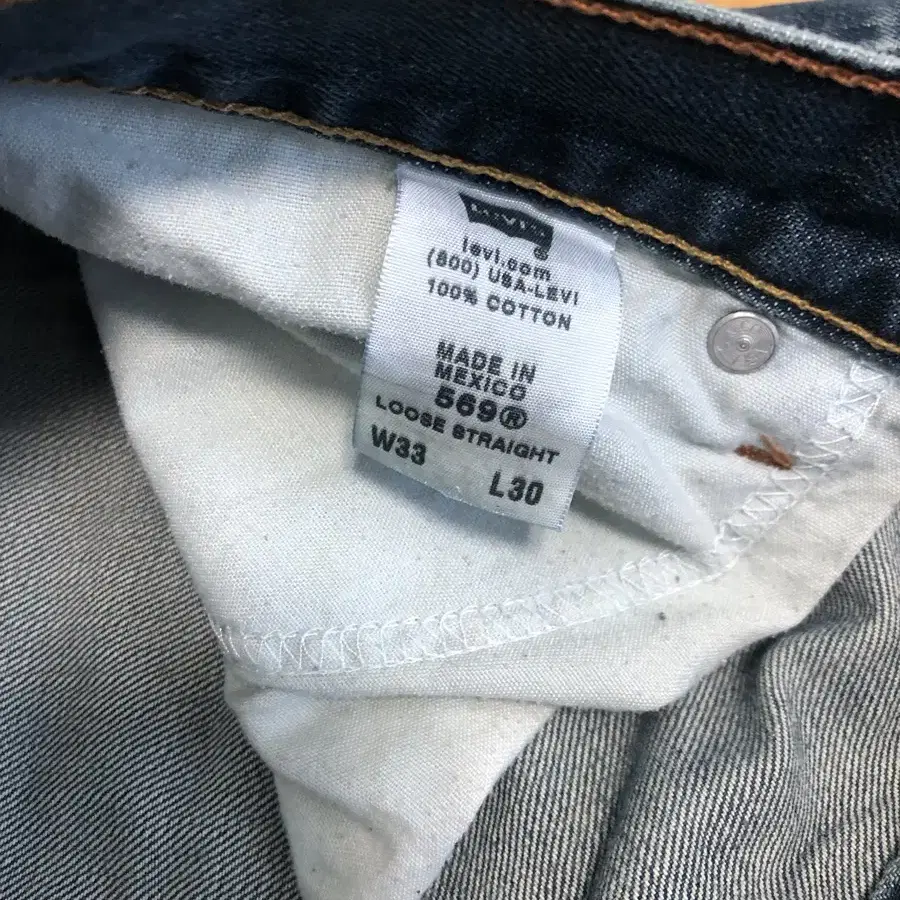 LEVI'S
®
levi.com
(800) USA-LEVI
100% COTTON
MADE IN
MEXICO
569®
LOOSE STRAIGHT
W33
L30